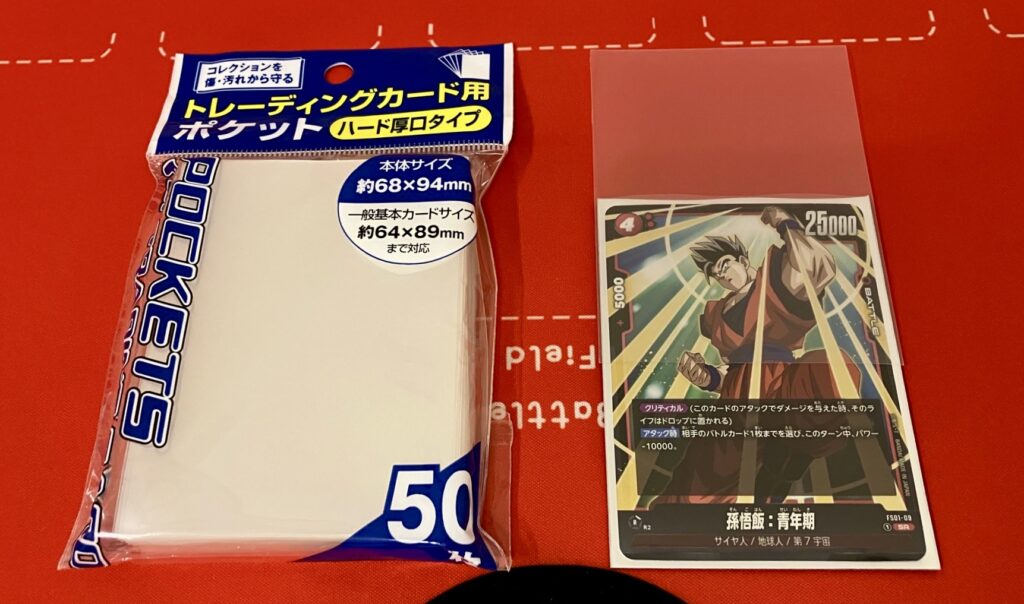 コレクションを
傷・汚れから守る
トレーディングカード用
ポケット ハード厚口タイプ
本体サイズ
約68×94mm
一般基本カードサイズ
約64×89mm
まで対応
POCKETS
50
Battle
Field
4
25000
+5000
BATTLE
クリティカル (このカードのアタックでダメージを与えた時、そのラ
イフはドロップに置かれる)
アタック時 相手のバトルカード1枚までを選び、このターン中、パワー
-10000。
R2
孫悟飯：青年期
FS01-09
1 SR
サイヤ人 / 地球人 / 第7宇宙